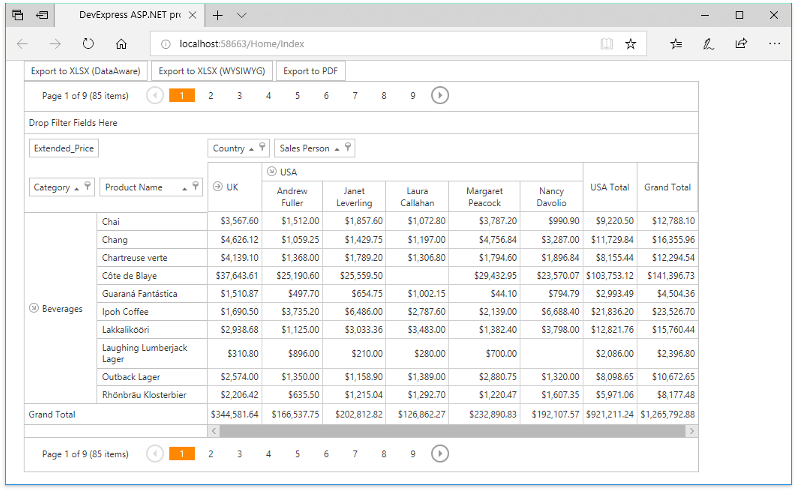 DevExpress ASP.NET pro
localhost:58663/Home/Index
Export to XLSX (DataAware) Export to XLSX (WYSIWYG) Export to PDF
Page 1 of 9 (85 items) 1 2 3 4 5 6 7 8 9
Drop Filter Fields Here
Extended_Price Country Sales Person
USA
Category Product Name UK Andrew Fuller Janet Leverling Laura Callahan Margaret Peacock Nancy Davolio USA Total Grand Total
Chai $3,567.60 $1,512.00 $1,857.60 $1,072.80 $3,787.20 $990.90 $9,220.50 $12,788.10
Chang $4,626.12 $1,059.25 $1,429.75 $1,197.00 $4,756.84 $3,287.00 $11,729.84 $16,355.96
Chartreuse verte $4,139.10 $1,368.00 $1,789.20 $1,306.80 $1,794.60 $1,896.84 $8,155.44 $12,294.54
Côte de Blaye $37,643.61 $25,190.60 $25,559.50 $29,432.95 $23,570.07 $103,753.12 $141,396.73
Guaraná Fantástica $1,510.87 $497.70 $654.75 $1,002.15 $44.10 $794.79 $2,993.49 $4,504.36
Beverages Ipoh Coffee $1,690.50 $3,735.20 $6,486.00 $2,787.60 $2,139.00 $6,688.40 $21,836.20 $23,526.70
Lakkalikööri $2,938.68 $1,125.00 $3,033.36 $3,483.00 $1,382.40 $3,798.00 $12,821.76 $15,760.44
Laughing Lumberjack Lager $310.80 $896.00 $210.00 $280.00 $700.00 $2,086.00 $2,396.80
Outback Lager $2,574.00 $1,350.00 $1,158.90 $1,389.00 $2,880.75 $1,320.00 $8,098.65 $10,672.65
Rhönbräu Klosterbier $2,206.42 $635.50 $1,215.04 $1,292.70 $1,220.47 $1,607.35 $5,971.06 $8,177.48
Grand Total $344,581.64 $166,537.75 $202,812.82 $126,862.27 $232,890.83 $192,107.57 $921,211.24 $1,265,792.88
Page 1 of 9 (85 items) 1 2 3 4 5 6 7 8 9